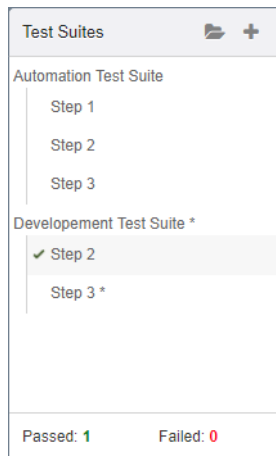 Test Suites
Automation Test Suite
Step 1
Step 2
Step 3
Developement Test Suite *
Step 2
Step 3 *
Passed: 1 Failed: 0